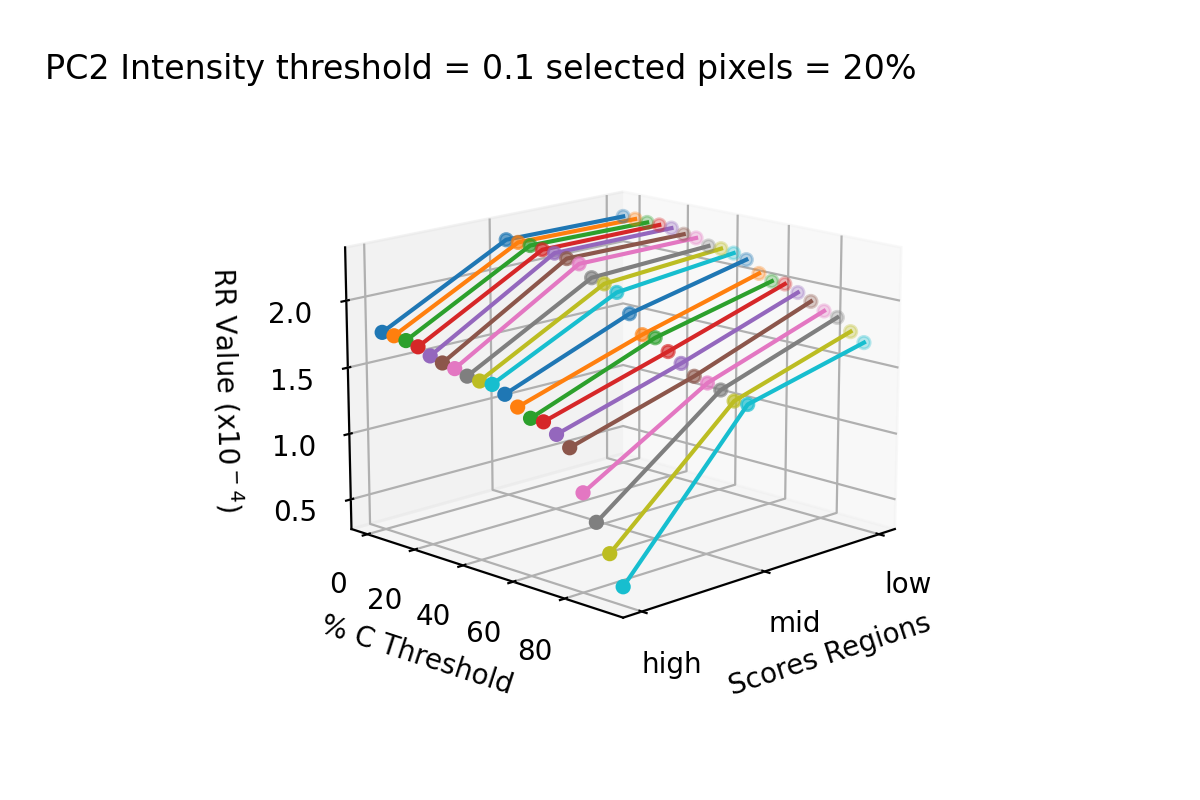 PC2 Intensity threshold = 0.1 selected pixels = 20%
RR Value (x10⁻⁴)
2.0
1.5
1.0
0.5
0
20
40
60
80
% C Threshold
high
mid
low
Scores Regions